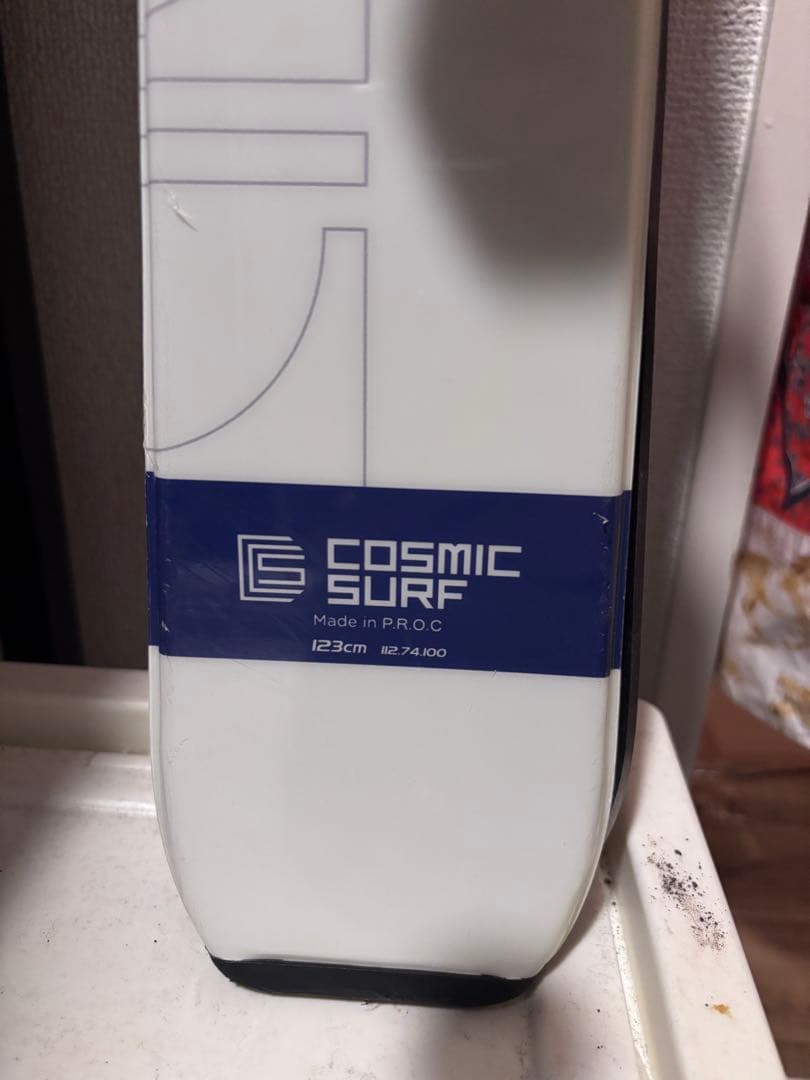 COSMIC
SURF
Made in P.R.O.C
123cm 112.74.100